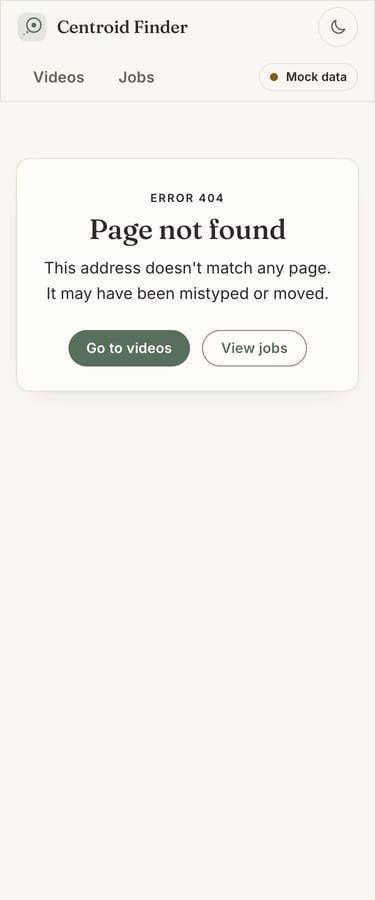 Centroid Finder
Videos Jobs Mock data
ERROR 404
Page not found
This address doesn't match any page.
It may have been mistyped or moved.
Go to videos View jobs